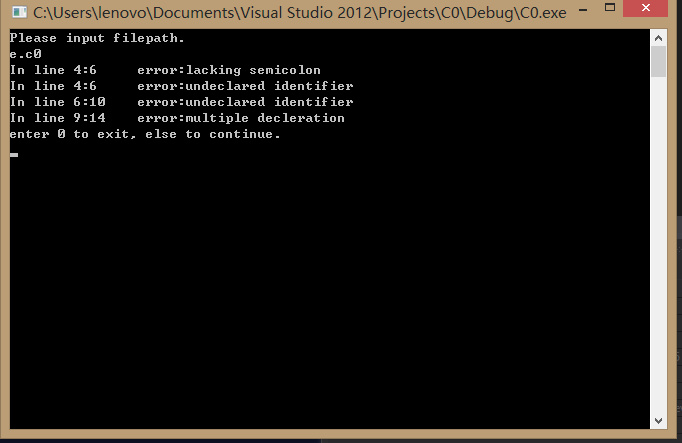 C:\Users\lenovo\Documents\Visual Studio 2012\Projects\C0\Debug\C0.exe
Please input filepath.
e.c0
In line 4:6     error:lacking semicolon
In line 4:6     error:undeclared identifier
In line 6:10    error:undeclared identifier
In line 9:14    error:multiple decleration
enter 0 to exit, else to continue.